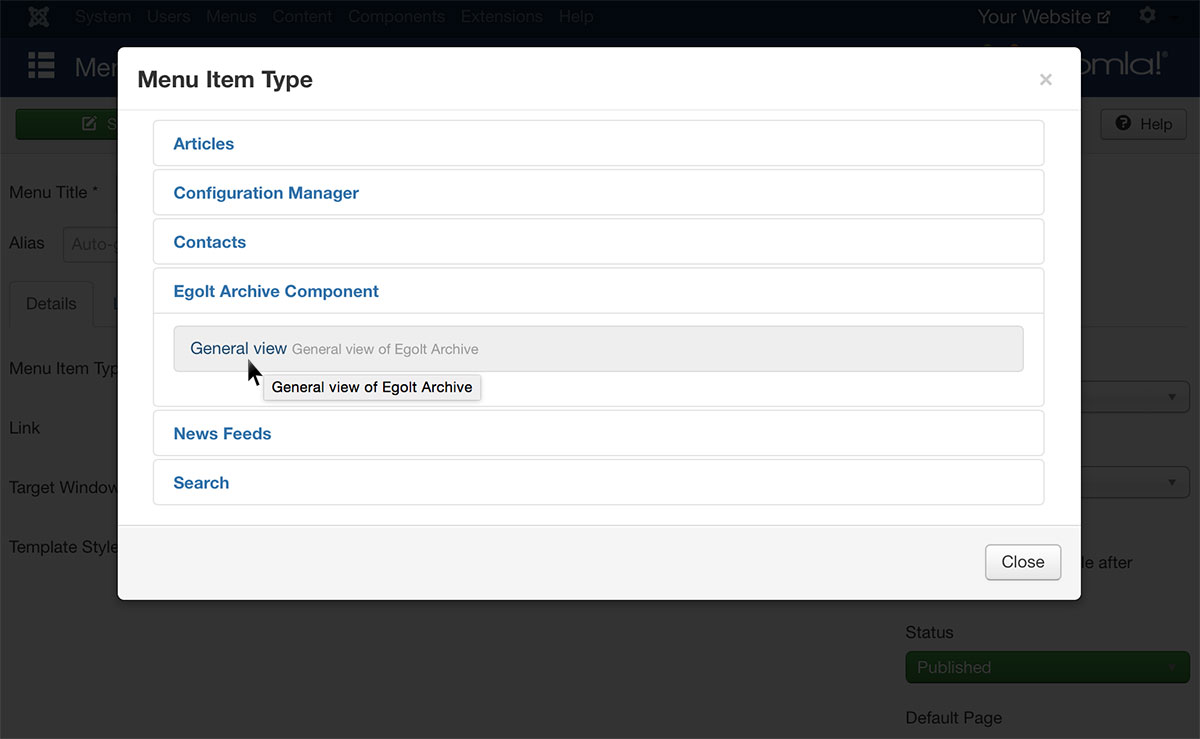 System Users Menus Content Components Extensions Help Your Website
Men
omla!®
Menu Item Type
×
S
Help
Articles
Menu Title *
Configuration Manager
Alias
Auto-g
Contacts
Details
Egolt Archive Component
General view General view of Egolt Archive
General view of Egolt Archive
Menu Item Typ
Link
News Feeds
Search
Target Window
Template Style
Close
le after
Status
Published
Default Page